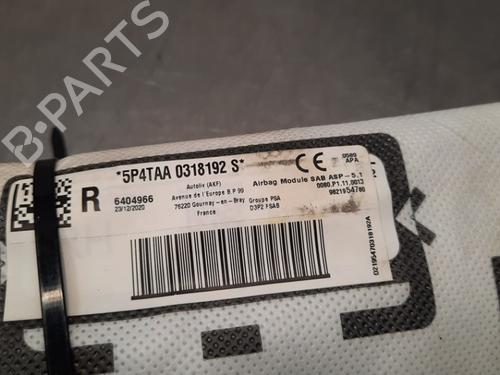 B-PARTS
*5P4TAA 0318192 S*
R
6404966
23/12/2020
Autoliv (AKF)
Avenue de l'Europe B.P 99
76220 Gournay-en-Bray
France
Groupe PSA
D3P2 FSAB
CE
0589
APA
Airbag Module SAB ASP-5.1
0080.P1.11.0013
9821954780
02195470318192A